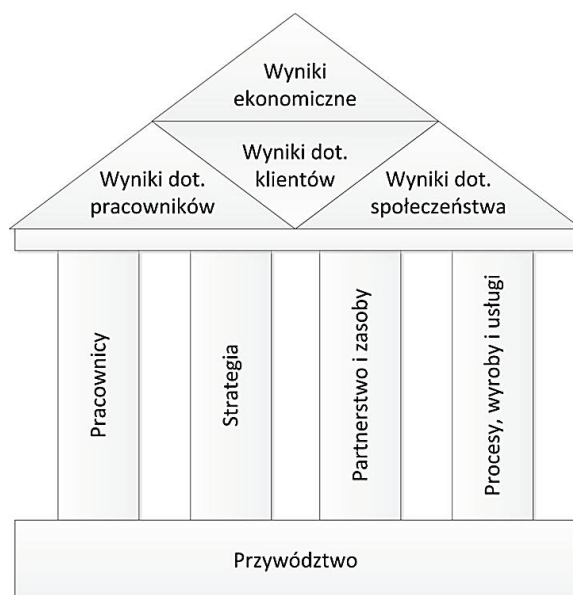 Wyniki
ekonomiczne
Wyniki dot.
klientów
Wyniki dot.
pracowników
Wyniki dot.
społeczeństwa
Pracownicy
Strategia
Partnerstwo i zasoby
Procesy, wyroby i usługi
Przywództwo